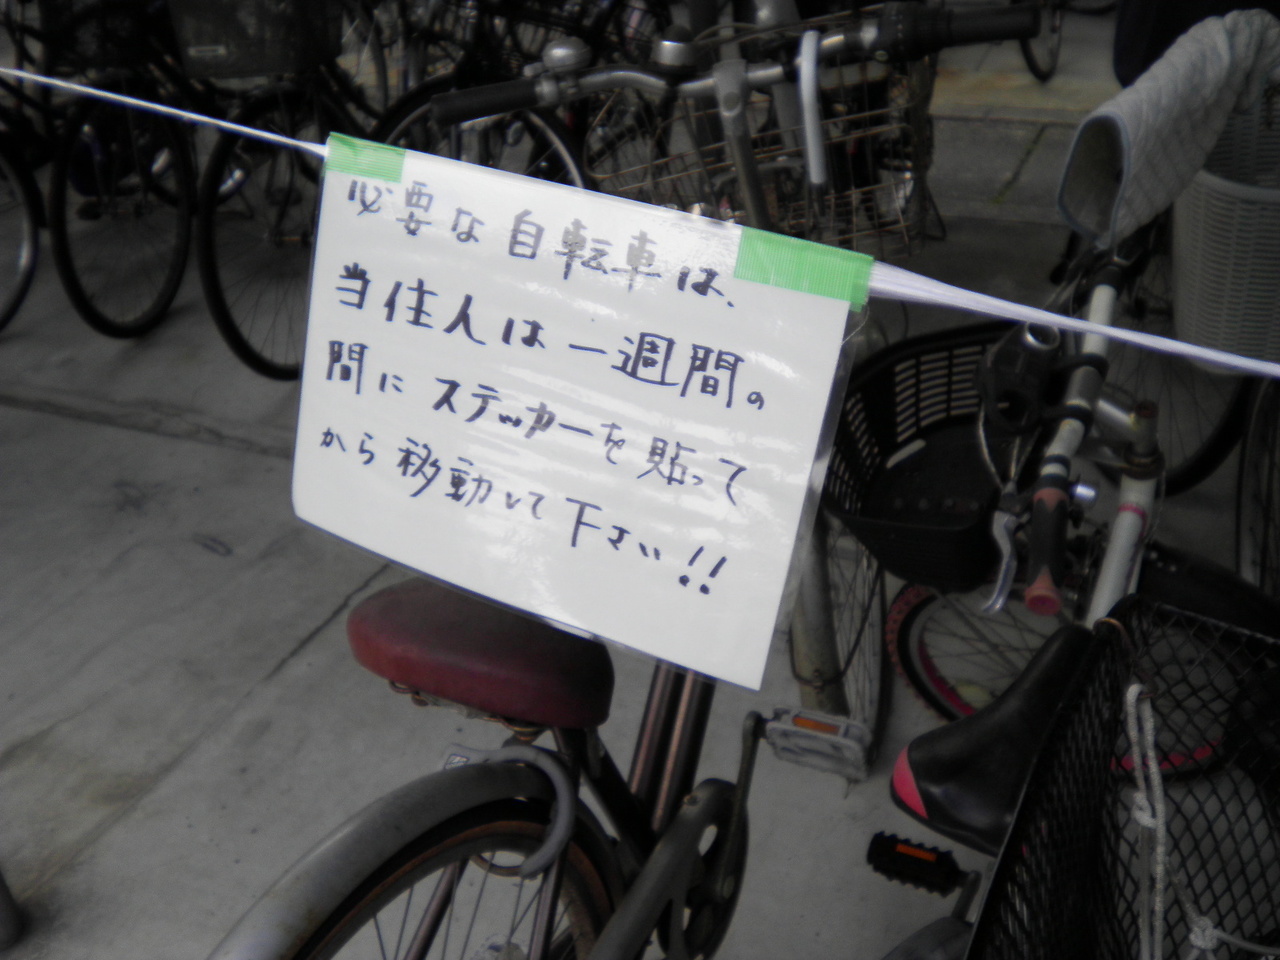 必要な自転車は、
当住人は一週間の
間にステッカーを貼って
から移動して下さい!!